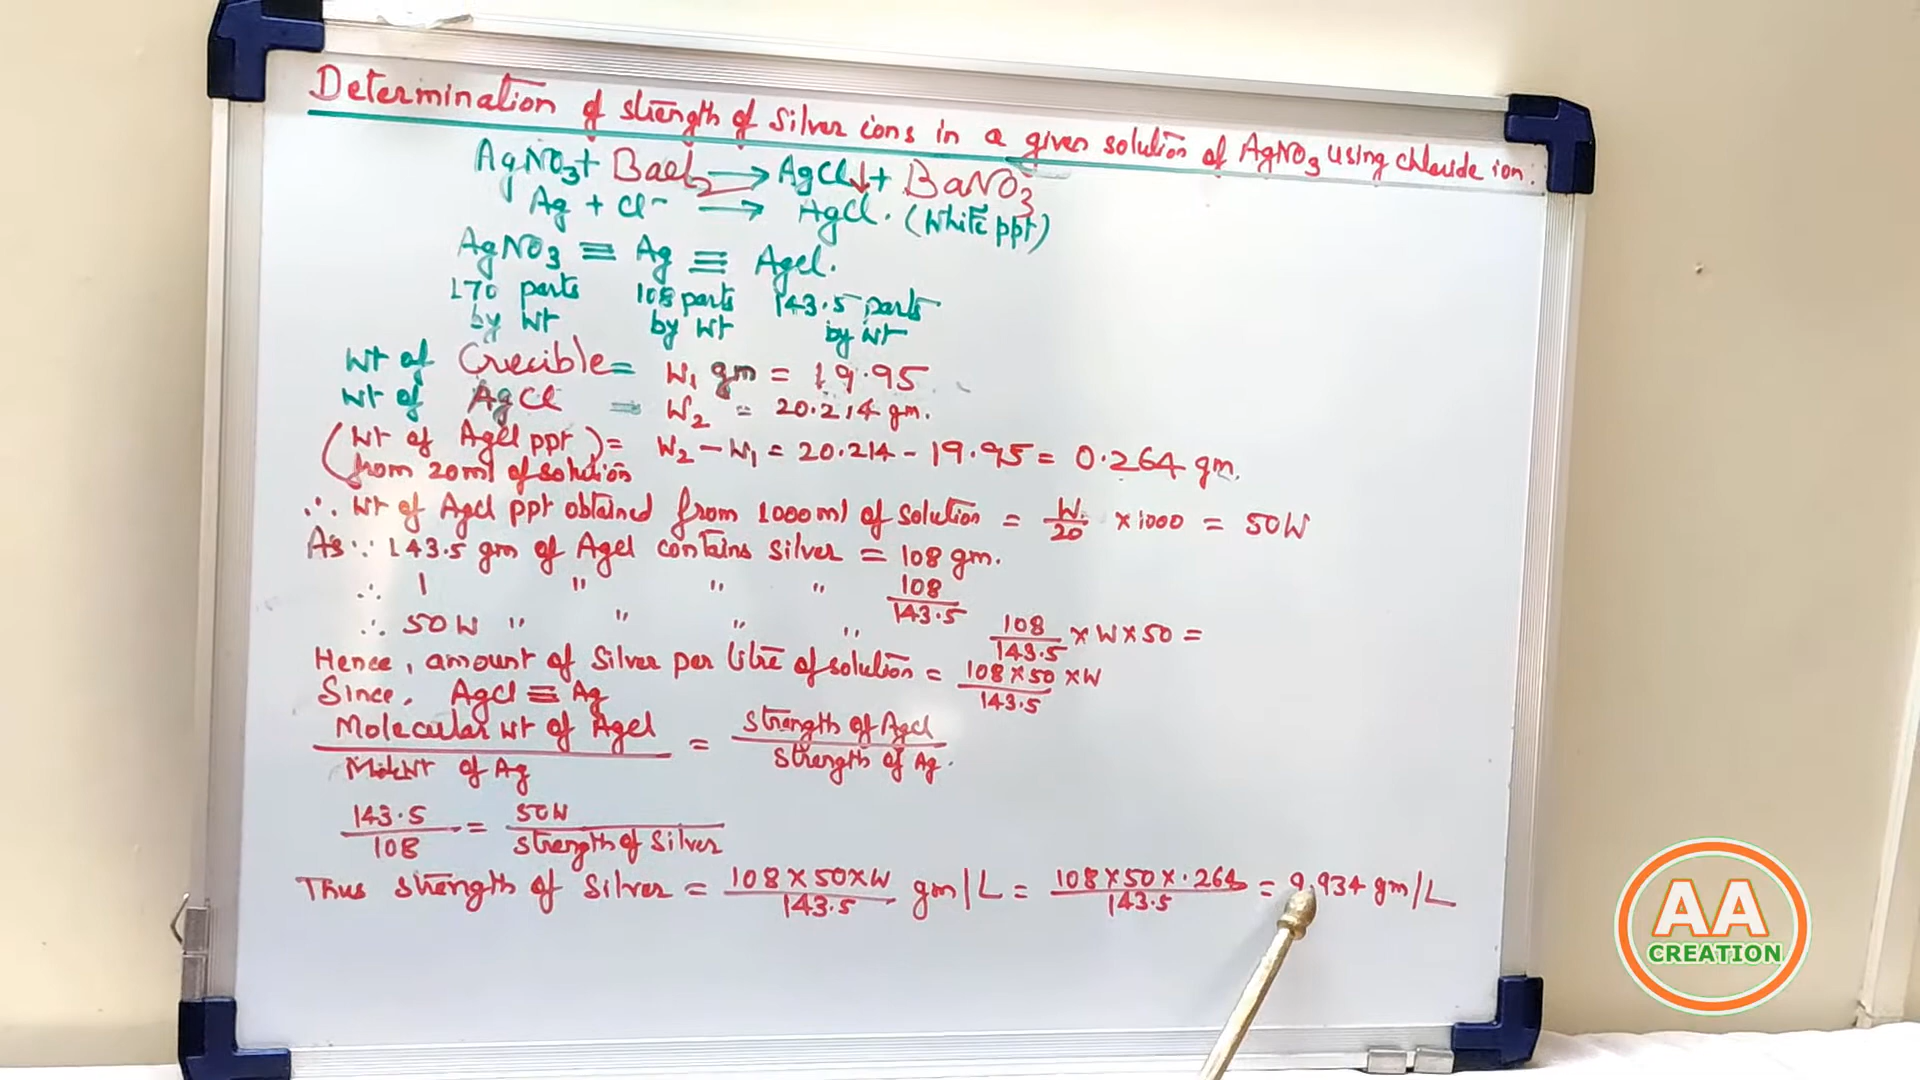 Determination of strength of silver ions in a given solution of AgNO3 using chloride ion:
AgNO3 + BaCl2 → AgCl↓ + BaNO3
Ag + Cl⁻ → AgCl. (White ppt)
AgNO3 ≡ Ag ≡ AgCl.
170 parts by wt 108 parts by wt 143.5 parts by wt
Wt of Crecible = W1 gm = 19.95
Wt of AgCl = W2 = 20.214 gm.
(Wt of AgCl ppt from 20 ml of solution) = W2 - W1 = 20.214 - 19.95 = 0.264 gm.
∴ Wt of AgCl ppt obtained from 1000 ml of solution = W/20 × 1000 = 50W
As ∵ 143.5 gm of AgCl contains silver = 108 gm.
∴ 1 " " " 108/143.5
∴ 50W " " " " 108/143.5 × W × 50 =
Hence, amount of silver per litre of solution = 108×50/143.5 × W
Since, AgCl ≡ Ag
Molecular wt of AgCl / Mol. Wt of Ag = strength of AgCl / strength of Ag.
143.5/108 = 50W / strength of silver
Thus strength of silver = 108×50×W/143.5 gm/L = 108×50×.264/143.5 = 9.934 gm/L
AA
CREATION